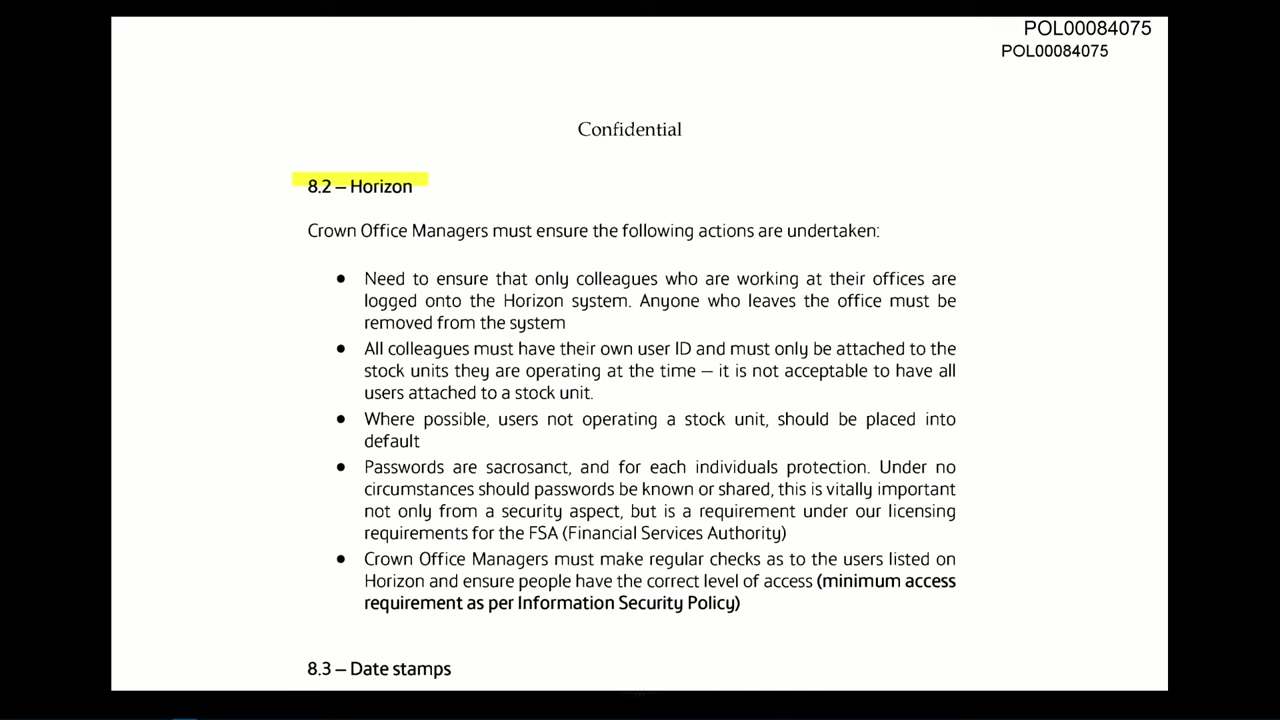 POL00084075
POL00084075
Confidential
8.2 – Horizon
Crown Office Managers must ensure the following actions are undertaken:
● Need to ensure that only colleagues who are working at their offices are
logged onto the Horizon system. Anyone who leaves the office must be
removed from the system
● All colleagues must have their own user ID and must only be attached to the
stock units they are operating at the time – it is not acceptable to have all
users attached to a stock unit.
● Where possible, users not operating a stock unit, should be placed into
default
● Passwords are sacrosanct, and for each individuals protection. Under no
circumstances should passwords be known or shared, this is vitally important
not only from a security aspect, but is a requirement under our licensing
requirements for the FSA (Financial Services Authority)
● Crown Office Managers must make regular checks as to the users listed on
Horizon and ensure people have the correct level of access (minimum access
requirement as per Information Security Policy)
8.3 – Date stamps